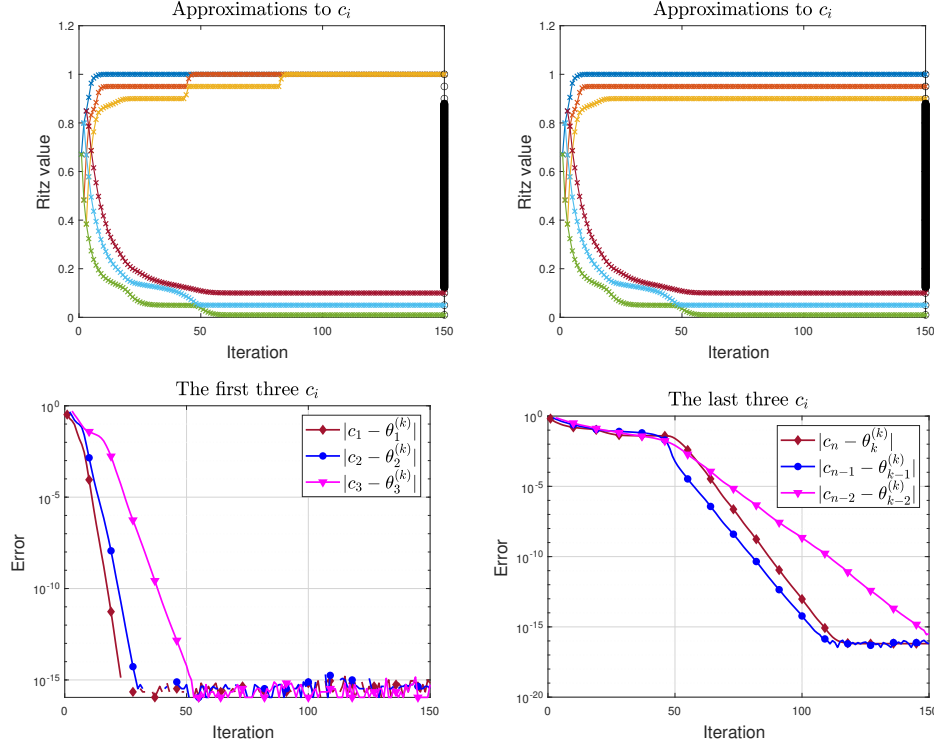 Approximations to c_i
1.2
1
0.8
0.6
0.4
0.2
0
0
50
100
150
Ritz value
Iteration
Approximations to c_i
1.2
1
0.8
0.6
0.4
0.2
0
0
50
100
150
Ritz value
Iteration
The first three c_i
10^0
10^-5
10^-10
10^-15
0
50
100
150
Error
Iteration
|c_1 − θ_1^(k)|
|c_2 − θ_2^(k)|
|c_3 − θ_3^(k)|
The last three c_i
10^0
10^-5
10^-10
10^-15
10^-20
0
50
100
150
Error
Iteration
|c_n − θ_k^(k)|
|c_{n−1} − θ_{k−1}^(k)|
|c_{n−2} − θ_{k−2}^(k)|